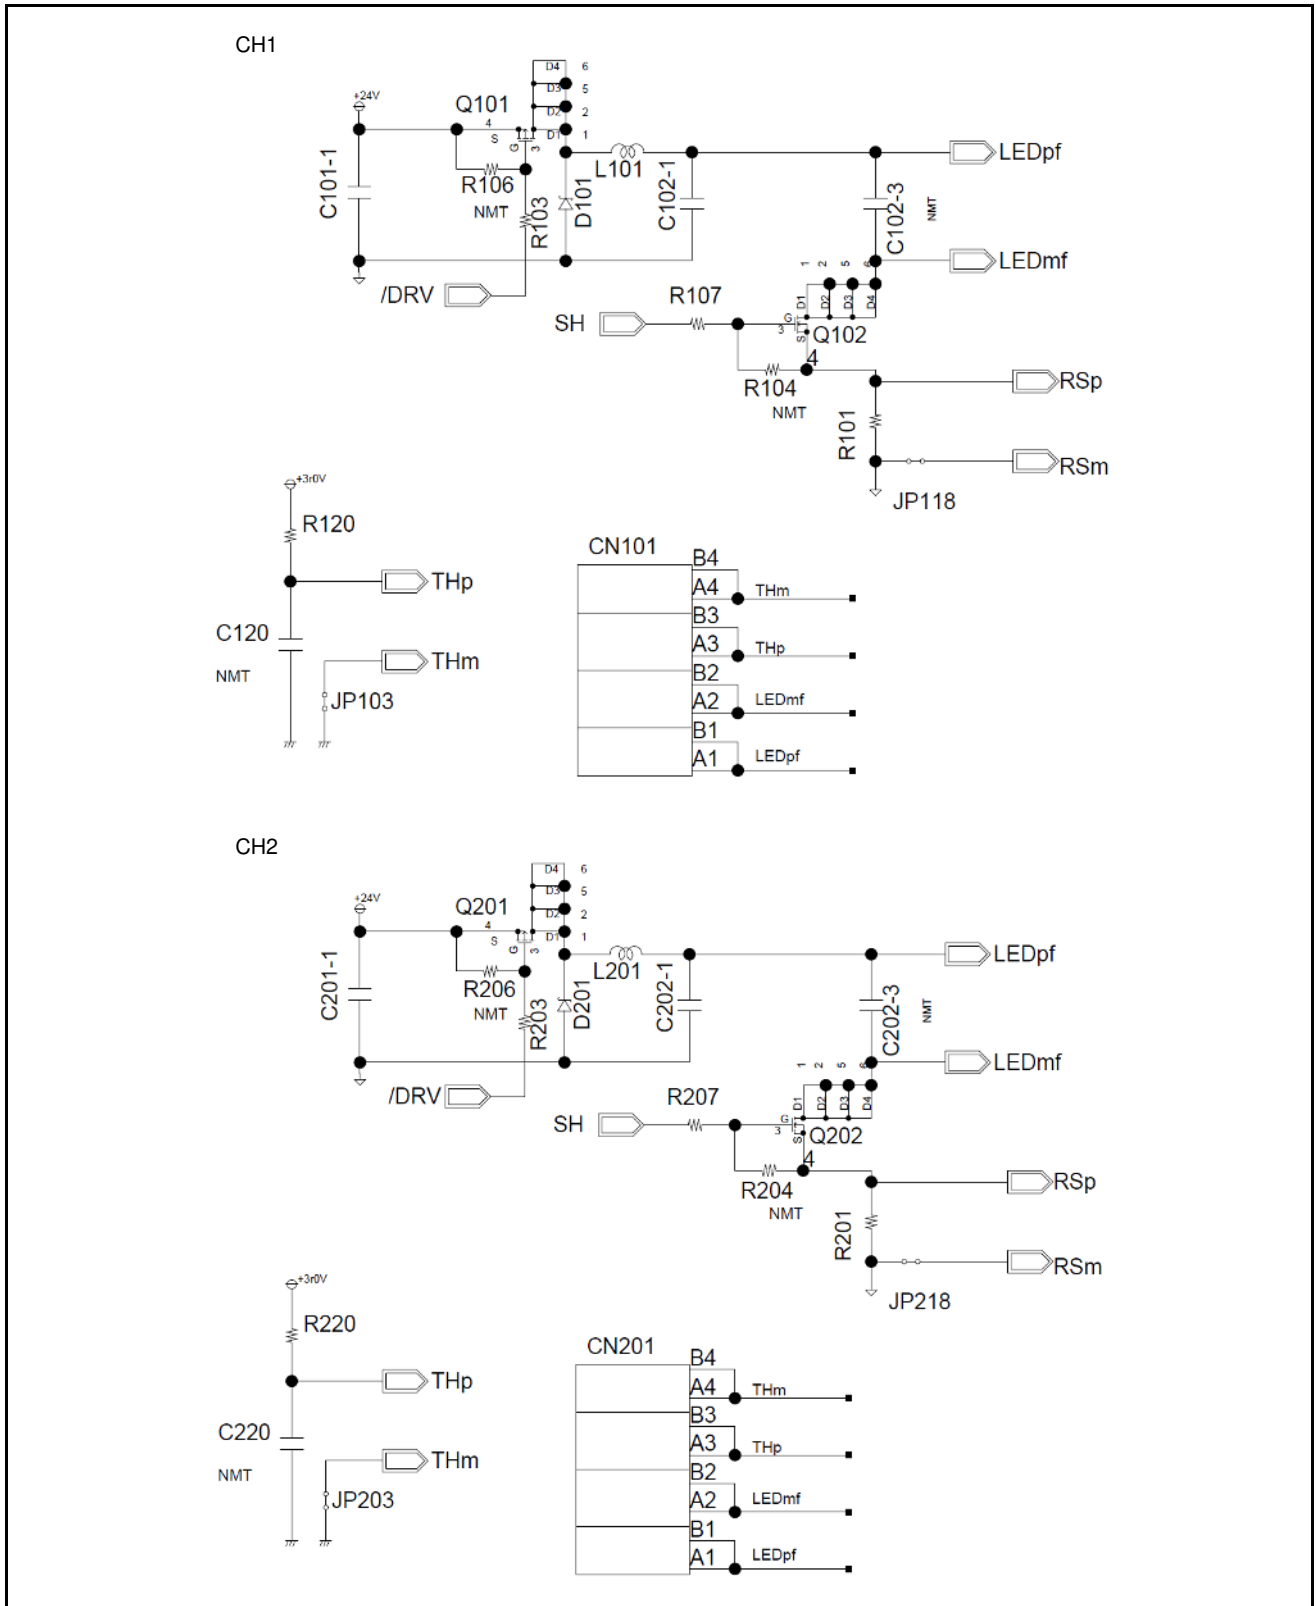 CH1
D4 6
D3 5
D2 2
D1 1
+24V
Q101
4
S
G
3
R106
NMT
R103
D101
C101-1
L101
C102-1
LEDpf
C102-3
NMT
LEDmf
/DRV
1 2 5 6
D1 D2 D3 D4
R107
SH
G
3
S
Q102
4
R104
NMT
RSp
R101
RSm
JP118
+3r0V
R120
THp
C120
NMT
THm
JP103
CN101
B4
A4 THm
B3
A3 THp
B2
A2 LEDmf
B1
A1 LEDpf
CH2
D4 6
D3 5
D2 2
D1 1
+24V
Q201
4
S
G
3
R206
NMT
R203
D201
C201-1
L201
C202-1
LEDpf
C202-3
NMT
LEDmf
/DRV
1 2 5 6
D1 D2 D3 D4
R207
SH
G
3
S
Q202
4
R204
NMT
RSp
R201
RSm
JP218
+3r0V
R220
THp
C220
NMT
THm
JP203
CN201
B4
A4 THm
B3
A3 THp
B2
A2 LEDmf
B1
A1 LEDpf